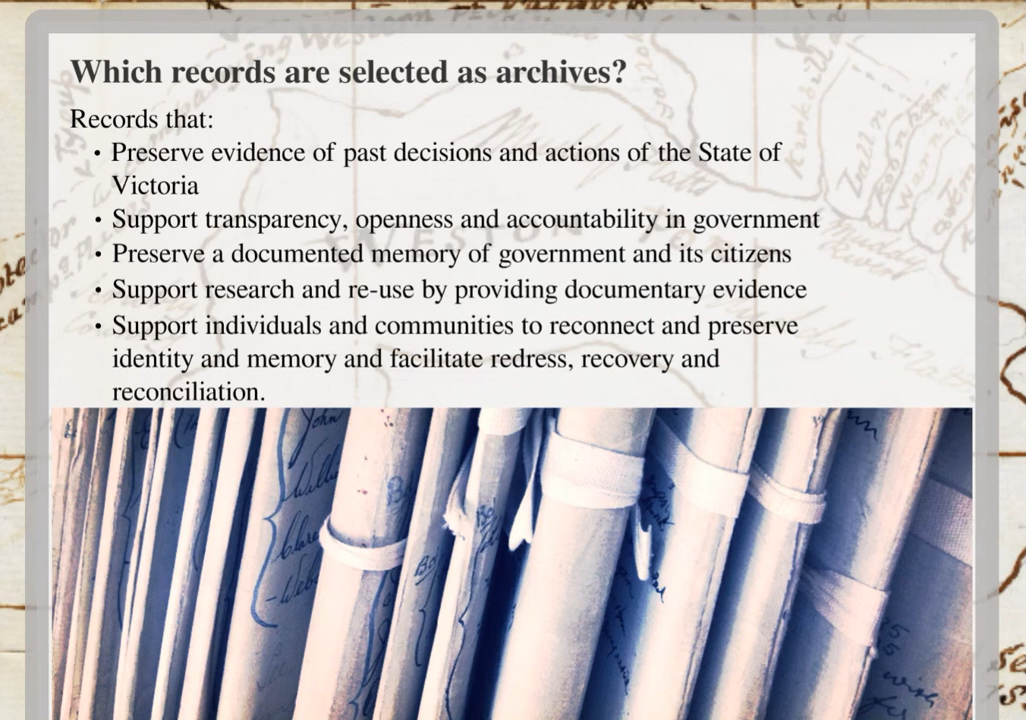 Which records are selected as archives?
Records that:
• Preserve evidence of past decisions and actions of the State of
Victoria
• Support transparency, openness and accountability in government
• Preserve a documented memory of government and its citizens
• Support research and re-use by providing documentary evidence
• Support individuals and communities to reconnect and preserve
identity and memory and facilitate redress, recovery and
reconciliation.
WESTON PORT
John